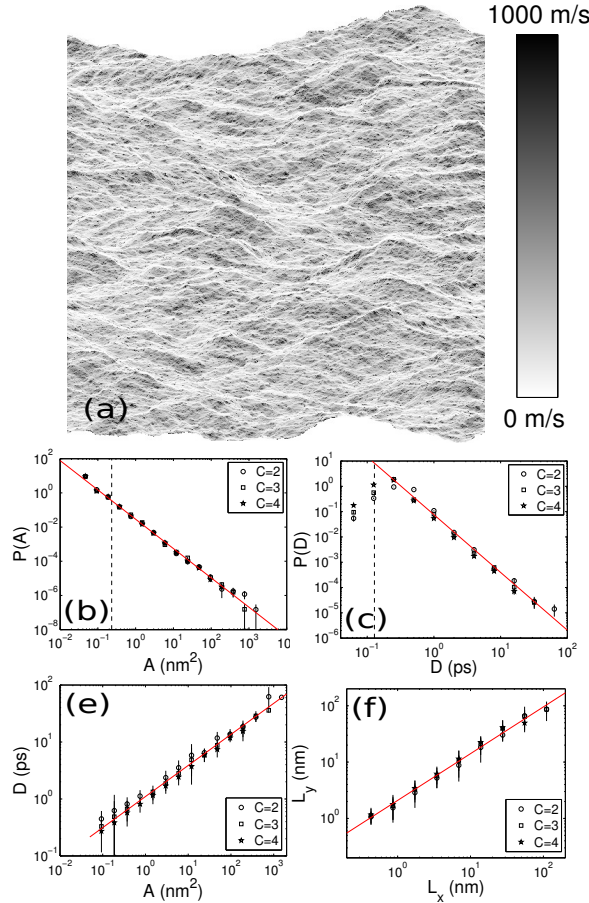 1000 m/s
(a)
0 m/s
10^2
10^0
10^-2
10^-4
10^-6
10^-8
P(A)
C=2
C=3
C=4
(b)
10^-2 10^-1 10^0 10^1 10^2 10^3 10
A (nm^2)
10^1
10^0
10^-1
10^-2
10^-3
10^-4
10^-5
10^-6
P(D)
C=2
C=3
C=4
(c)
10^-1 10^0 10^1 10^2
D (ps)
(e)
10^2
10^1
10^0
10^-1
D (ps)
C=2
C=3
C=4
10^-2 10^-1 10^0 10^1 10^2 10^3
A (nm^2)
(f)
10^2
10^1
10^0
L_y (nm)
C=2
C=3
C=4
10^0 10^1 10^2
L_x (nm)